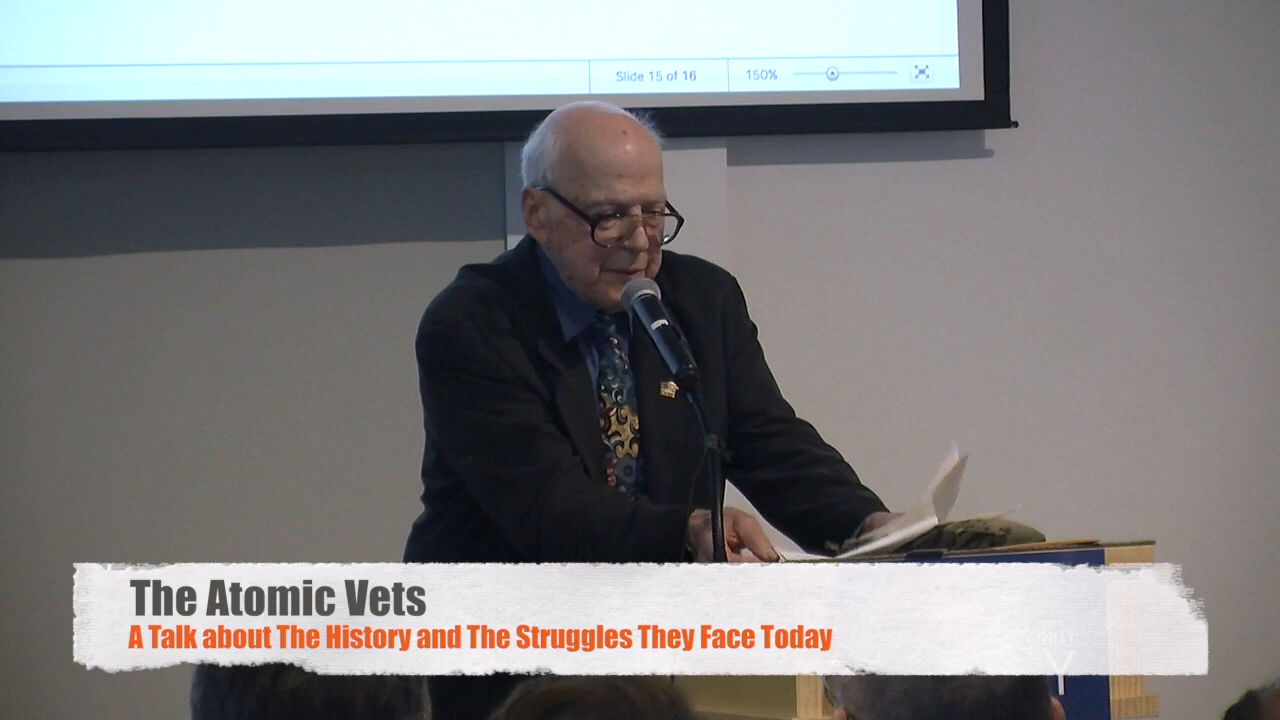 Slide 15 of 16
150%
The Atomic Vets
A Talk about The History and The Struggles They Face Today